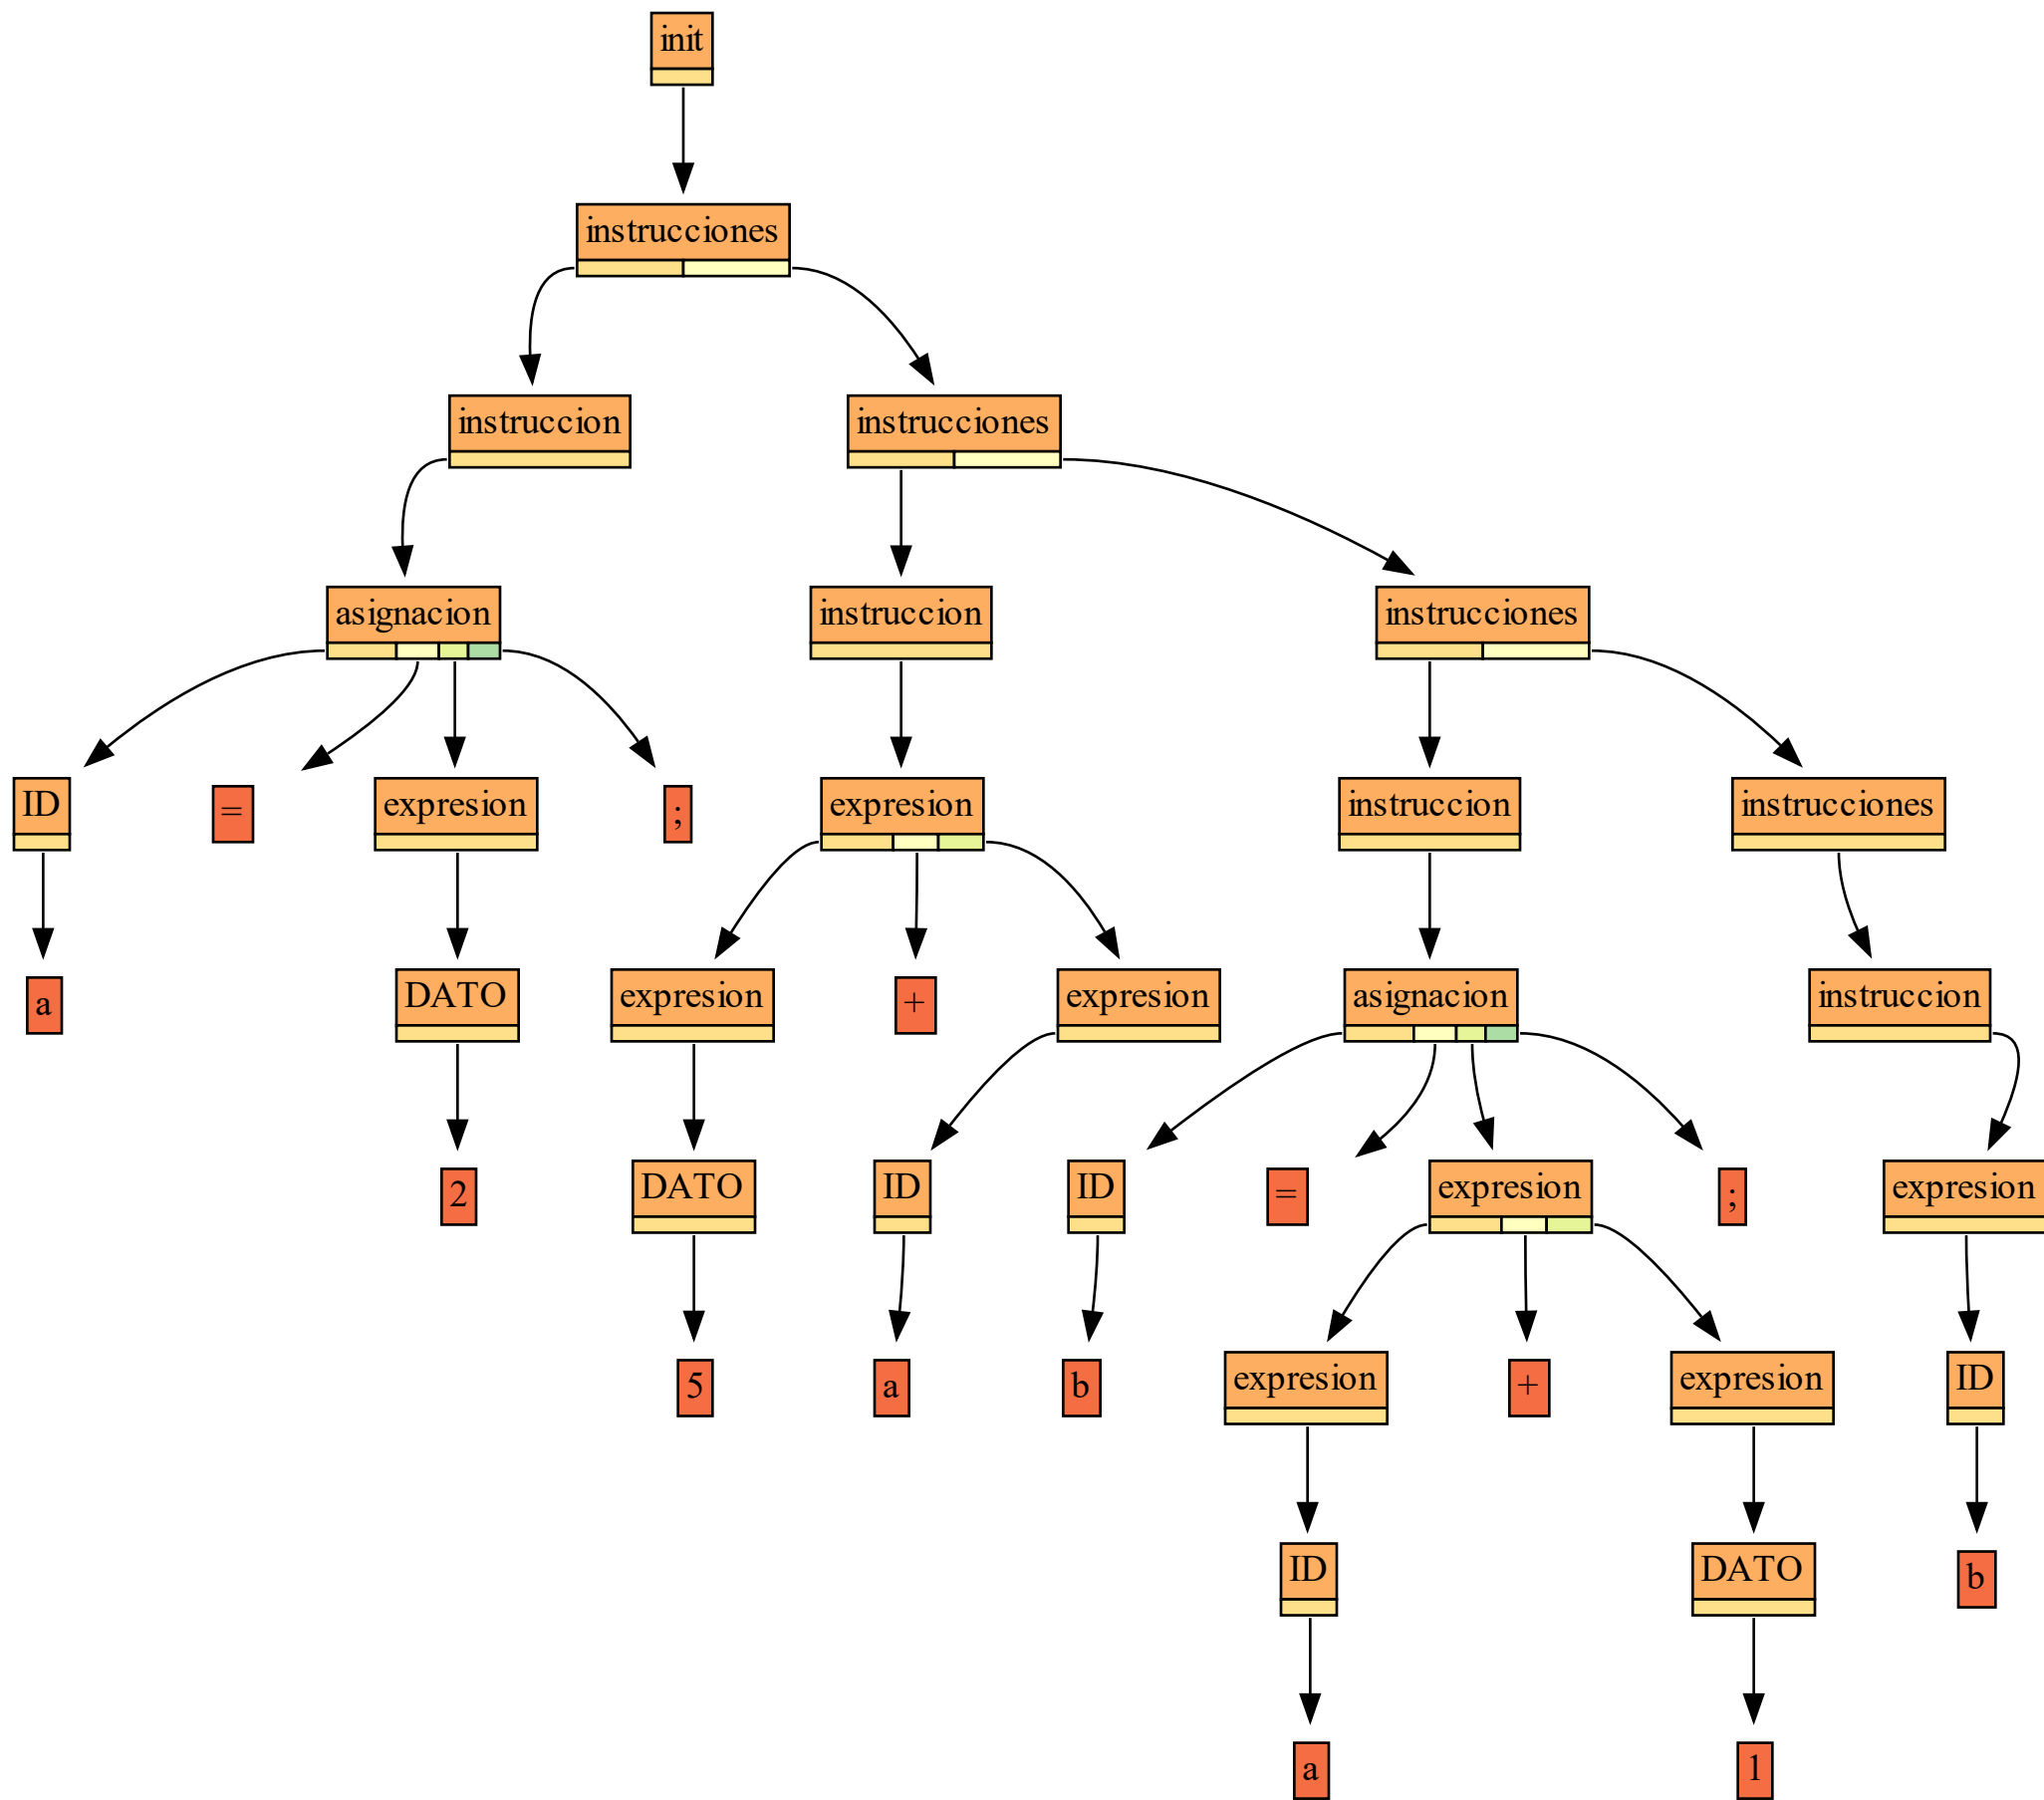 init
instrucciones
instruccion
instrucciones
asignacion
instruccion
instrucciones
ID
=
expresion
;
expresion
instruccion
instrucciones
a
DATO
expresion
+
expresion
asignacion
instruccion
2
DATO
ID
ID
=
expresion
;
expresion
5
a
b
expresion
+
expresion
ID
ID
DATO
b
a
1